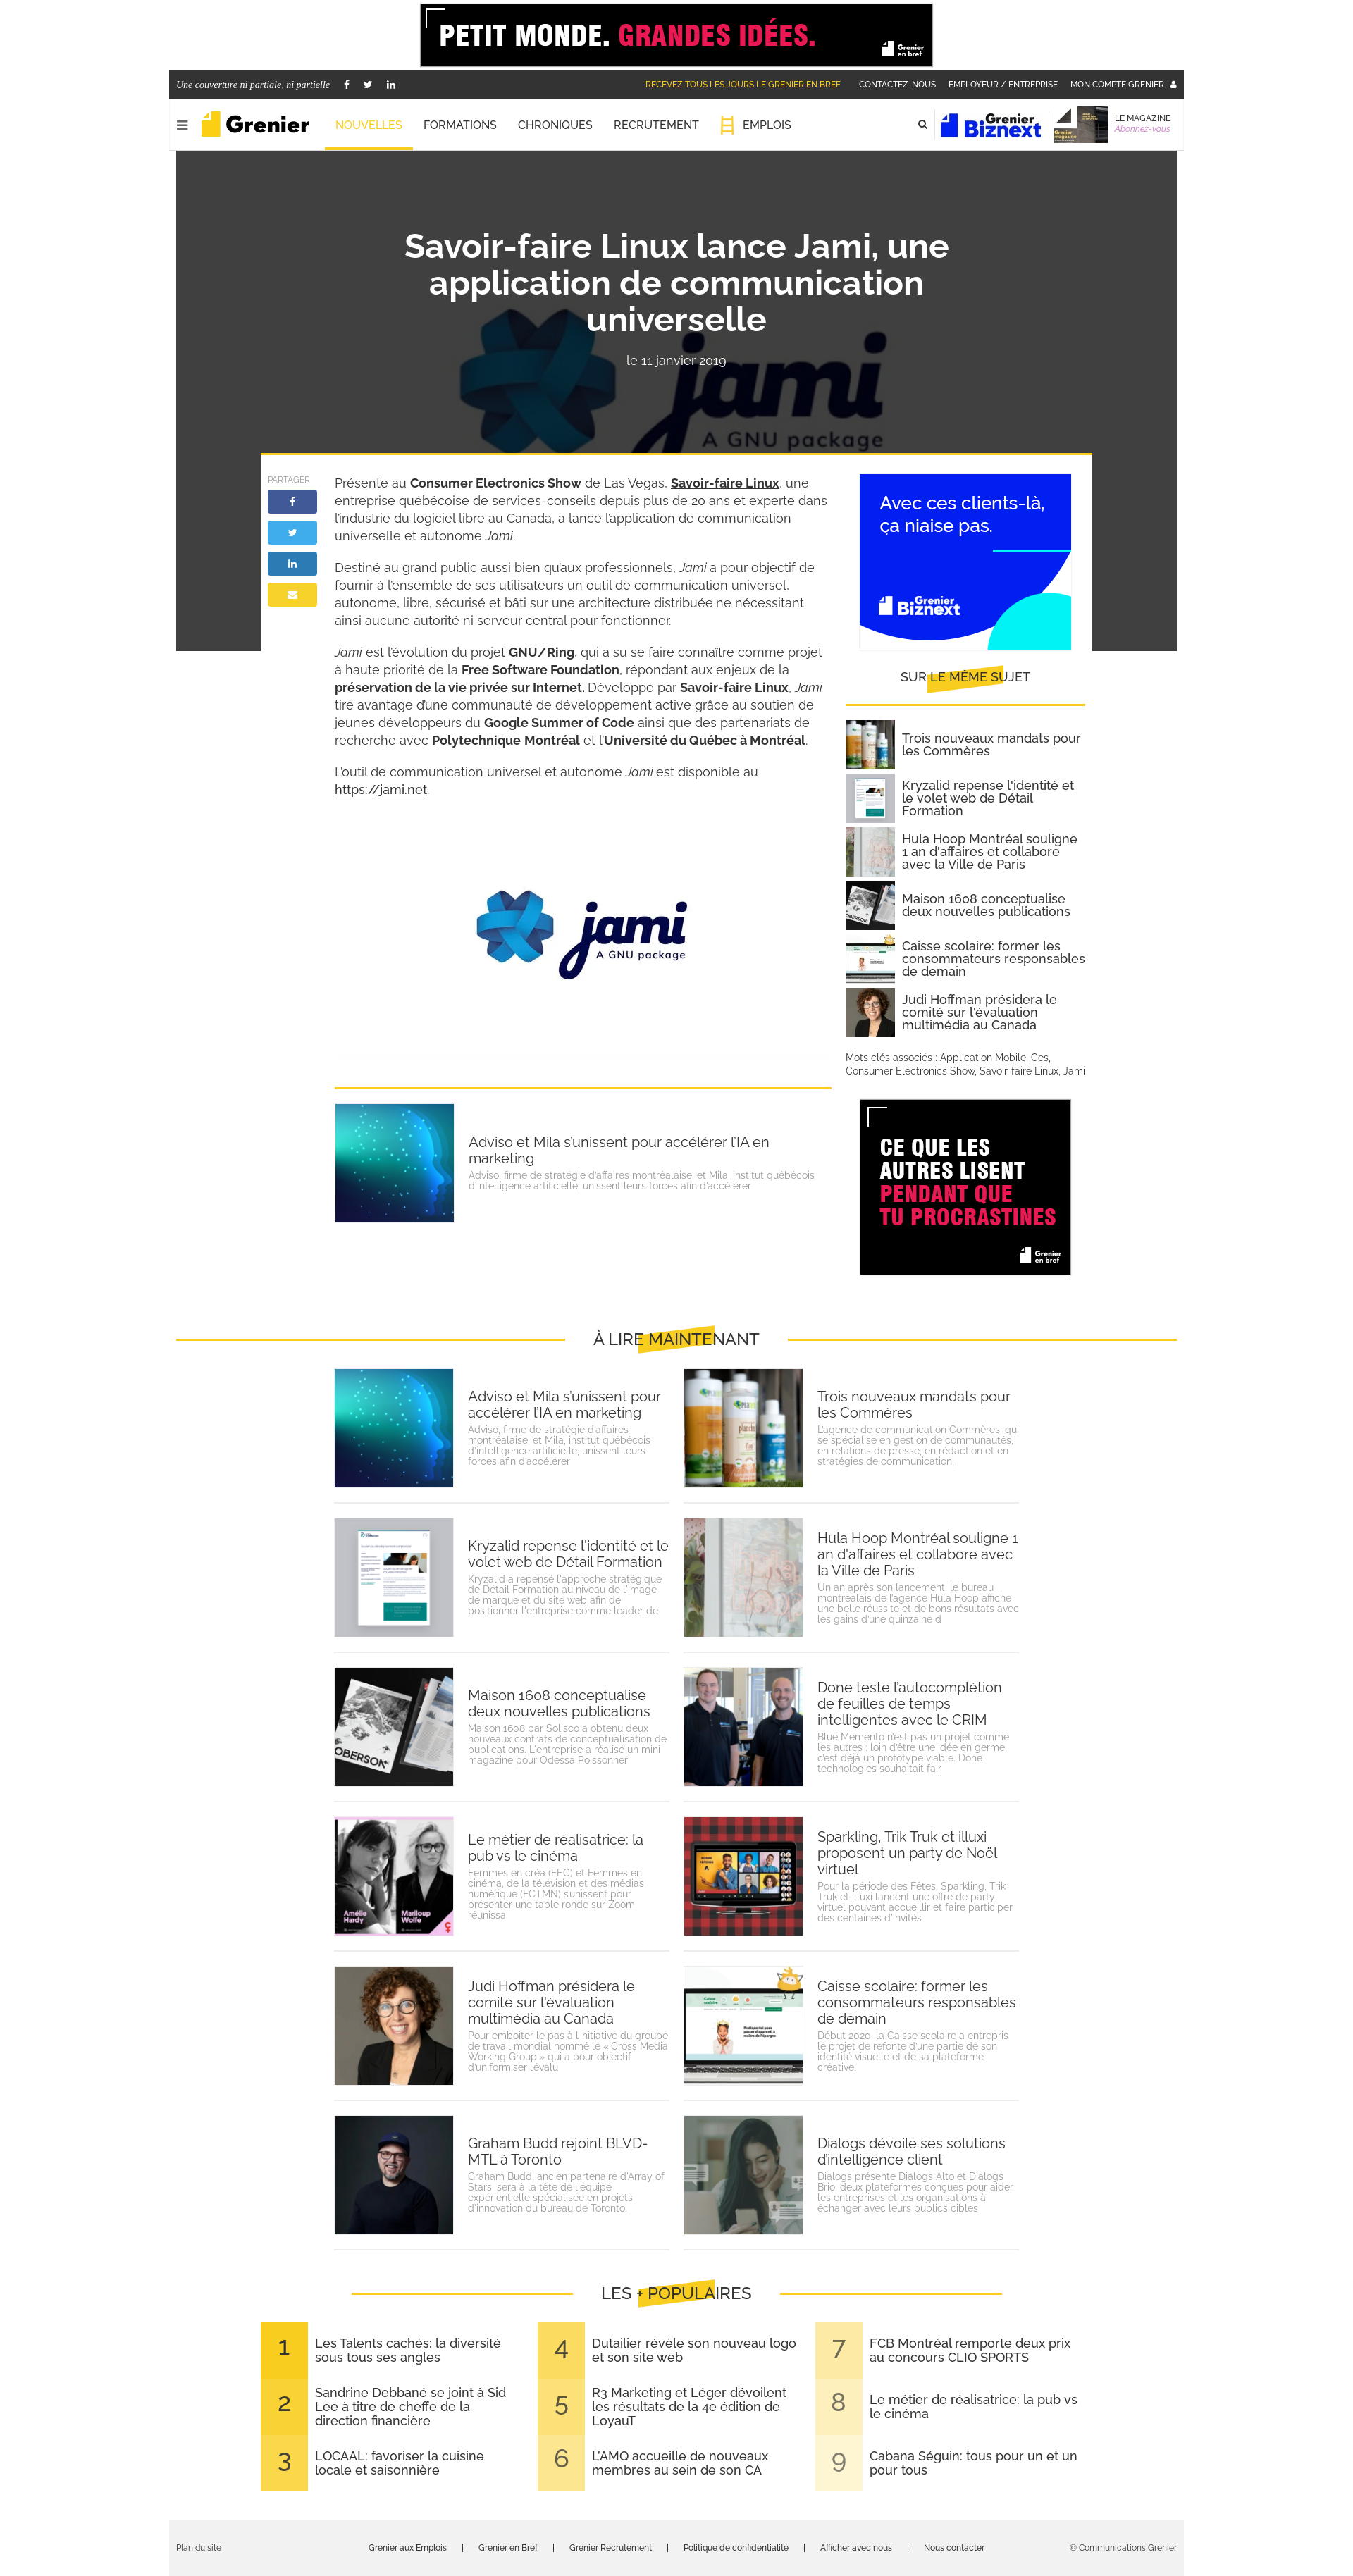 PETIT MONDE. GRANDES IDÉES.
Grenier
en bref
Une couverture ni partiale, ni partielle
RECEVEZ TOUS LES JOURS LE GRENIER EN BREF
CONTACTEZ-NOUS
EMPLOYEUR / ENTREPRISE
MON COMPTE GRENIER
Grenier
NOUVELLES
FORMATIONS
CHRONIQUES
RECRUTEMENT
EMPLOIS
Grenier
Biznext
LE MAGAZINE
Abonnez-vous
Savoir-faire Linux lance Jami, une
application de communication
universelle
le 11 janvier 2019
jami
A GNU package
PARTAGER
Présente au Consumer Electronics Show de Las Vegas, Savoir-faire Linux, une
entreprise québécoise de services-conseils depuis plus de 20 ans et experte dans
l’industrie du logiciel libre au Canada, a lancé l’application de communication
universelle et autonome Jami.
Destiné au grand public aussi bien qu’aux professionnels, Jami a pour objectif de
fournir à l’ensemble de ses utilisateurs un outil de communication universel,
autonome, libre, sécurisé et bâti sur une architecture distribuée ne nécessitant
ainsi aucune autorité ni serveur central pour fonctionner.
Jami est l’évolution du projet GNU/Ring, qui a su se faire connaître comme projet
à haute priorité de la Free Software Foundation, répondant aux enjeux de la
préservation de la vie privée sur Internet. Développé par Savoir-faire Linux, Jami
tire avantage d’une communauté de développement active grâce au soutien de
jeunes développeurs du Google Summer of Code ainsi que des partenariats de
recherche avec Polytechnique Montréal et l’Université du Québec à Montréal.
L’outil de communication universel et autonome Jami est disponible au
https://jami.net.
jami
A GNU package
Adviso et Mila s’unissent pour accélérer l’IA en
marketing
Adviso, firme de stratégie d’affaires montréalaise, et Mila, institut québécois
d’intelligence artificielle, unissent leurs forces afin d’accélérer
Avec ces clients-là,
ça niaise pas.
Grenier
Biznext
SUR LE MÊME SUJET
Trois nouveaux mandats pour
les Commères
Kryzalid repense l'identité et
le volet web de Détail
Formation
Hula Hoop Montréal souligne
1 an d'affaires et collabore
avec la Ville de Paris
Maison 1608 conceptualise
deux nouvelles publications
Caisse scolaire: former les
consommateurs responsables
de demain
Judi Hoffman présidera le
comité sur l'évaluation
multimédia au Canada
Mots clés associés : Application Mobile, Ces,
Consumer Electronics Show, Savoir-faire Linux, Jami
CE QUE LES
AUTRES LISENT
PENDANT QUE
TU PROCRASTINES
Grenier
en bref
À LIRE MAINTENANT
Adviso et Mila s’unissent pour
accélérer l’IA en marketing
Adviso, firme de stratégie d’affaires
montréalaise, et Mila, institut québécois
d’intelligence artificielle, unissent leurs
forces afin d’accélérer
Trois nouveaux mandats pour
les Commères
L’agence de communication Commères, qui
se spécialise en gestion de communautés,
en relations de presse, en rédaction et en
stratégies de communication,
Kryzalid repense l'identité et le
volet web de Détail Formation
Kryzalid a repensé l'approche stratégique
de Détail Formation au niveau de l'image
de marque et du site web afin de
positionner l'entreprise comme leader de
Hula Hoop Montréal souligne 1
an d'affaires et collabore avec
la Ville de Paris
Un an après son lancement, le bureau
montréalais de l’agence Hula Hoop affiche
une belle réussite et de bons résultats avec
les gains d’une quinzaine d
OBERSON
Maison 1608 conceptualise
deux nouvelles publications
Maison 1608 par Solisco a obtenu deux
nouveaux contrats de conceptualisation de
publications. L'entreprise a réalisé un mini
magazine pour Odessa Poissonneri
Done teste l’autocomplétion
de feuilles de temps
intelligentes avec le CRIM
Blue Memento n’est pas un projet comme
les autres : loin d’être une idée en germe,
c’est déjà un prototype viable. Done
technologies souhaitait fair
Amélie
Hardy
Mariloup
Wolfe
Le métier de réalisatrice: la
pub vs le cinéma
Femmes en créa (FEC) et Femmes en
cinéma, de la télévision et des médias
numérique (FCTMN) s’unissent pour
présenter une table ronde sur Zoom
réunissa
Sparkling, Trik Truk et illuxi
proposent un party de Noël
virtuel
Pour la période des Fêtes, Sparkling, Trik
Truk et illuxi lancent une offre de party
virtuel pouvant accueillir et faire participer
des centaines d’invités
Judi Hoffman présidera le
comité sur l'évaluation
multimédia au Canada
Pour emboiter le pas à l’initiative du groupe
de travail mondial nommé le « Cross Media
Working Group » qui a pour objectif
d’uniformiser l’évalu
Caisse scolaire: former les
consommateurs responsables
de demain
Début 2020, la Caisse scolaire a entrepris
le projet de refonte d’une partie de son
identité visuelle et de sa plateforme
créative.
Graham Budd rejoint BLVD-
MTL à Toronto
Graham Budd, ancien partenaire d'Array of
Stars, sera à la tête de l'équipe
expérientielle spécialisée en projets
d'innovation du bureau de Toronto.
Dialogs dévoile ses solutions
d’intelligence client
Dialogs présente Dialogs Alto et Dialogs
Brio, deux plateformes conçues pour aider
les entreprises et les organisations à
échanger avec leurs publics cibles
LES + POPULAIRES
1
Les Talents cachés: la diversité
sous tous ses angles
2
Sandrine Debbané se joint à Sid
Lee à titre de cheffe de la
direction financière
3
LOCAAL: favoriser la cuisine
locale et saisonnière
4
Dutailier révèle son nouveau logo
et son site web
5
R3 Marketing et Léger dévoilent
les résultats de la 4e édition de
LoyauT
6
L'AMQ accueille de nouveaux
membres au sein de son CA
7
FCB Montréal remporte deux prix
au concours CLIO SPORTS
8
Le métier de réalisatrice: la pub vs
le cinéma
9
Cabana Séguin: tous pour un et un
pour tous
Plan du site
Grenier aux Emplois | Grenier en Bref | Grenier Recrutement | Politique de confidentialité | Afficher avec nous | Nous contacter
© Communications Grenier